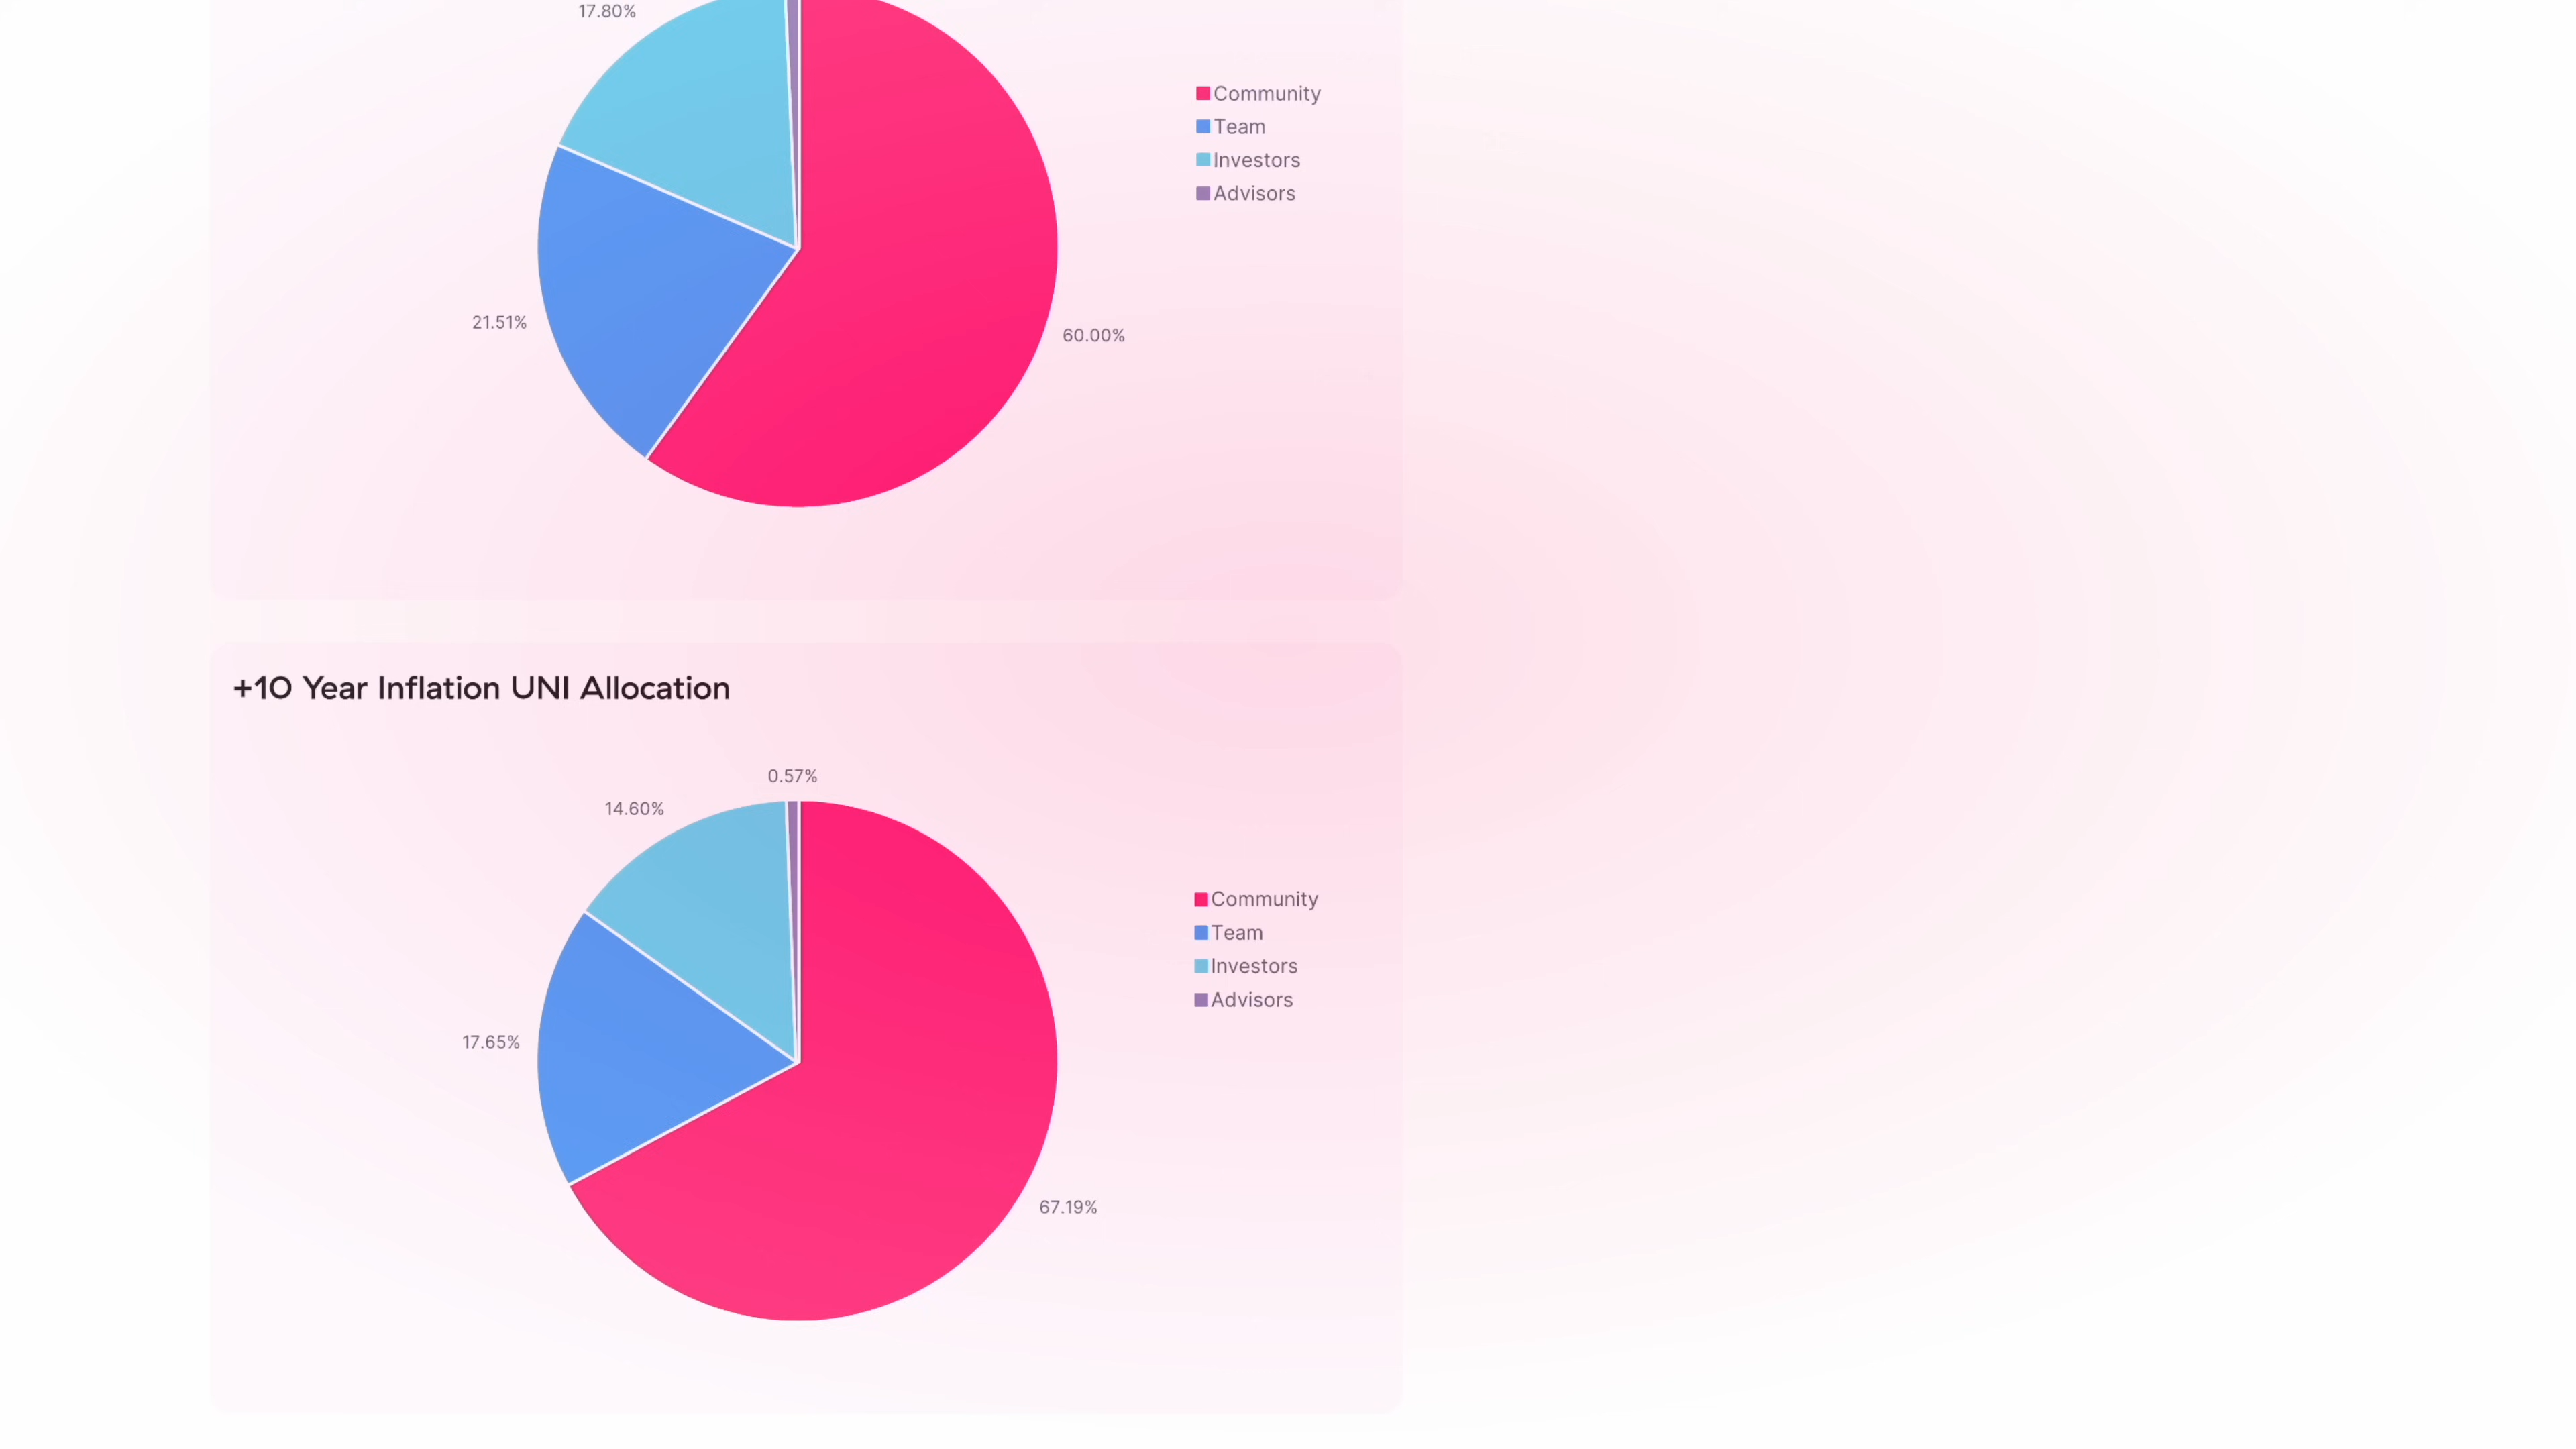 17.80%
Community
Team
Investors
Advisors
21.51%
60.00%
+10 Year Inflation UNI Allocation
0.57%
14.60%
Community
Team
Investors
Advisors
17.65%
67.19%